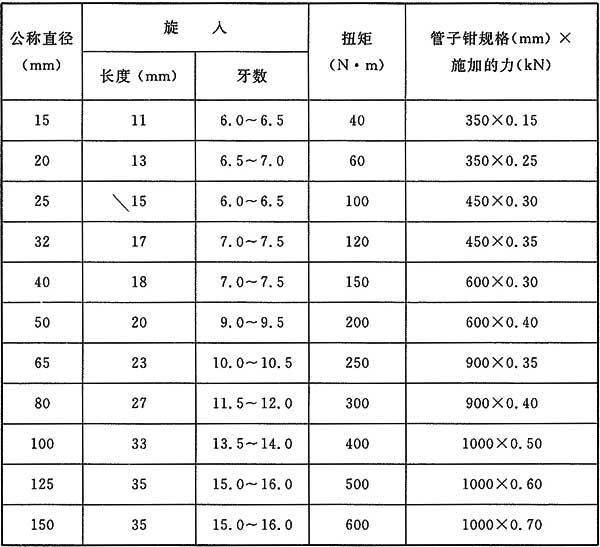 公称直径
(mm)
旋 入
扭矩
(N·m)
管子钳规格(mm)×
施加的力(kN)
长度(mm) 牙数
15 11 6.0~6.5 40 350×0.15
20 13 6.5~7.0 60 350×0.25
25 15 6.0~6.5 100 450×0.30
32 17 7.0~7.5 120 450×0.35
40 18 7.0~7.5 150 600×0.30
50 20 9.0~9.5 200 600×0.40
65 23 10.0~10.5 250 900×0.35
80 27 11.5~12.0 300 900×0.40
100 33 13.5~14.0 400 1000×0.50
125 35 15.0~16.0 500 1000×0.60
150 35 15.0~16.0 600 1000×0.70